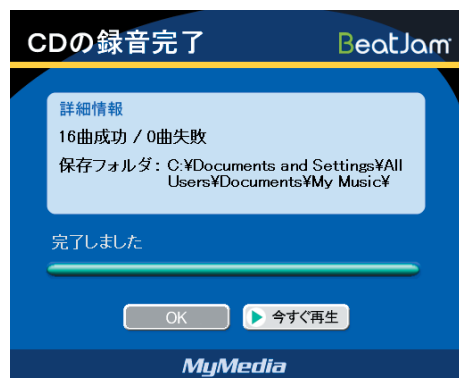 CDの録音完了
BeatJam
詳細情報
16曲成功 / 0曲失敗
保存フォルダ: C:¥Documents and Settings¥All
Users¥Documents¥My Music¥
完了しました
OK
今すぐ再生
MyMedia